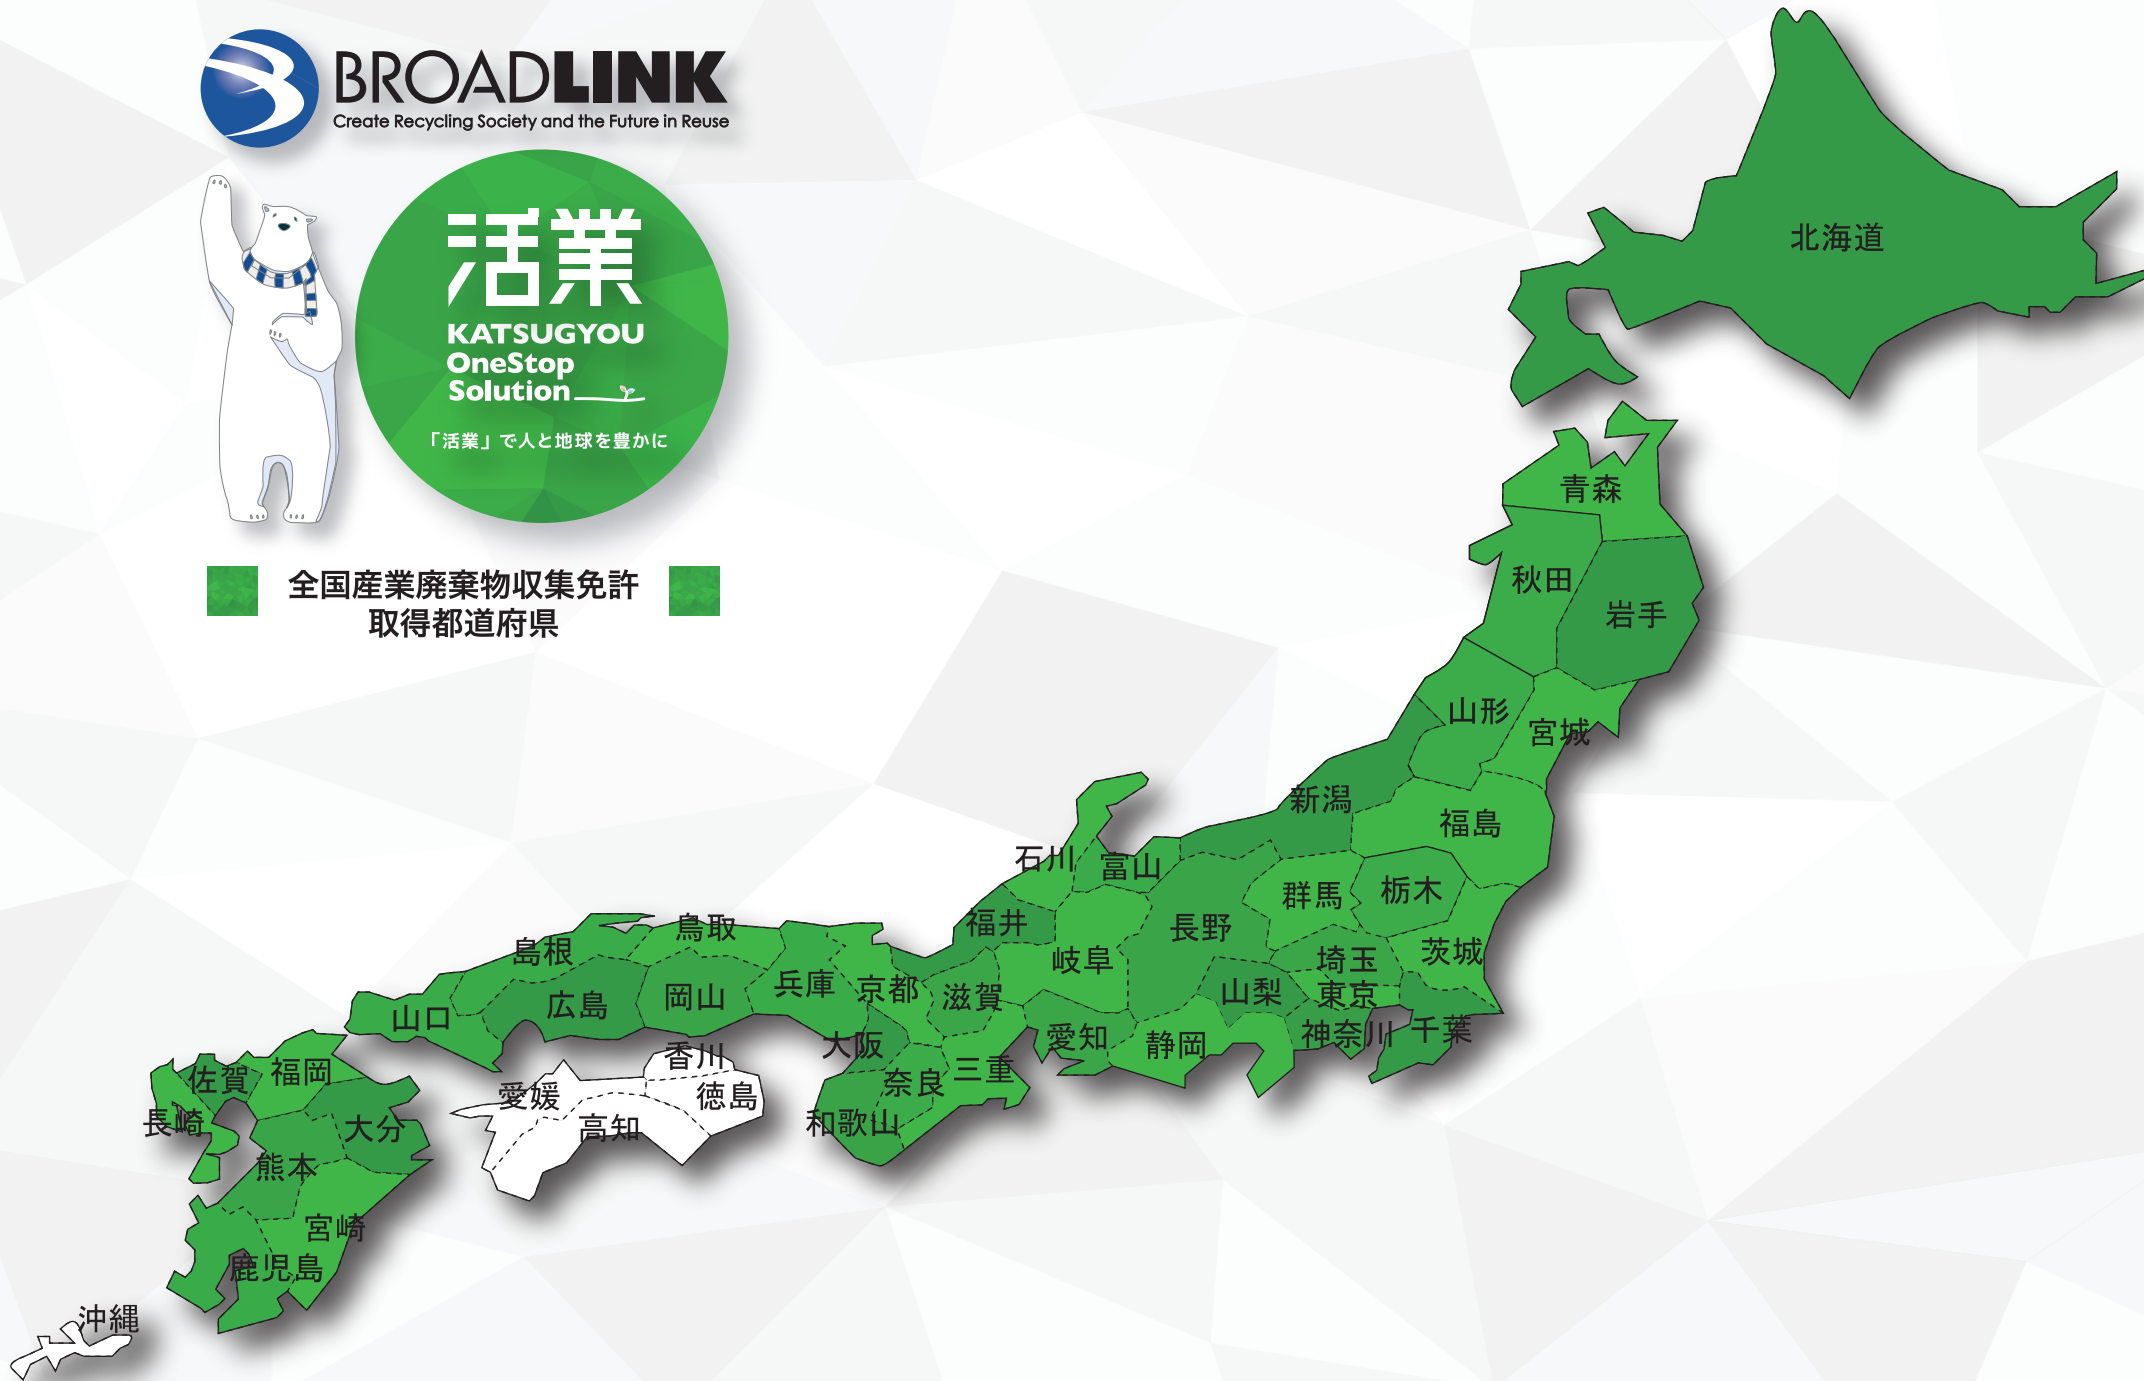 BROADLINK
Create Recycling Society and the Future in Reuse
活業
KATSUGYOU
OneStop
Solution
「活業」で人と地球を豊かに
全国産業廃棄物収集免許
取得都道府県
北海道
青森
秋田
岩手
山形
宮城
新潟
福島
石川
富山
群馬
栃木
福井
長野
岐阜
埼玉
茨城
鳥取
島根
兵庫
京都
滋賀
山梨
東京
岡山
広島
山口
大阪
愛知
静岡
神奈川
千葉
香川
三重
奈良
佐賀
福岡
愛媛
徳島
高知
和歌山
長崎
大分
熊本
宮崎
鹿児島
沖縄